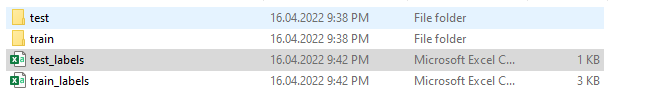 test 16.04.2022 9:38 PM File folder
train 16.04.2022 9:38 PM File folder
test_labels 16.04.2022 9:42 PM Microsoft Excel C... 1 KB
train_labels 16.04.2022 9:42 PM Microsoft Excel C... 3 KB